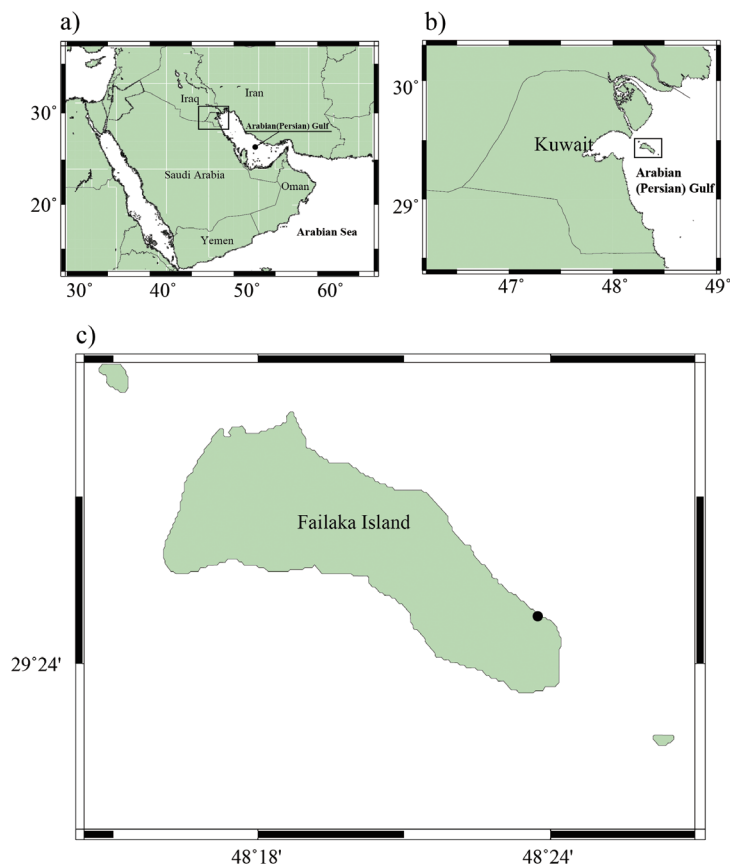 a)
30°
20°
Iraq
Iran
Arabian(Persian) Gulf
Saudi Arabia
Oman
Yemen
Arabian Sea
30° 40° 50° 60°
b)
30°
29°
Kuwait
Arabian
(Persian) Gulf
47° 48° 49°
c)
Failaka Island
29°24'
48°18' 48°24'